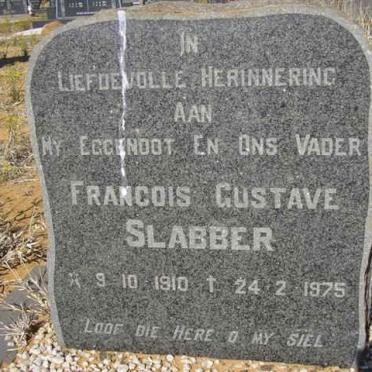 IN
LIEFDEVOLLE HERINNERING
AAN
MY EGGENOOT EN ONS VADER
FRANCOIS GUSTAVE
SLABBER
* 9·10·1910 † 24·2·1975
LOOF DIE HERE O MY SIEL